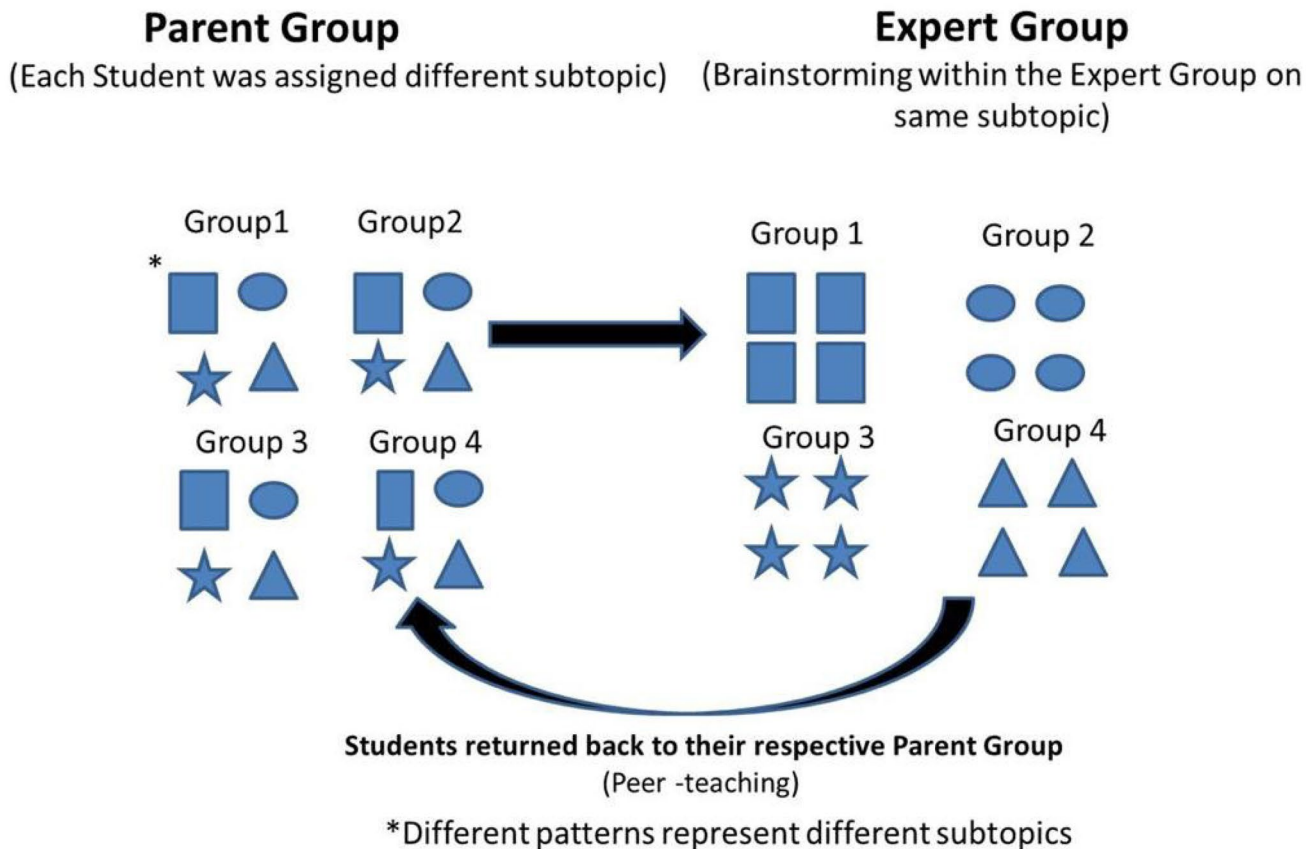 Parent Group
(Each Student was assigned different subtopic)
Expert Group
(Brainstorming within the Expert Group on
same subtopic)
Group1
Group2
*
Group 3
Group 4
Group 1
Group 2
Group 3
Group 4
Students returned back to their respective Parent Group
(Peer -teaching)
*Different patterns represent different subtopics